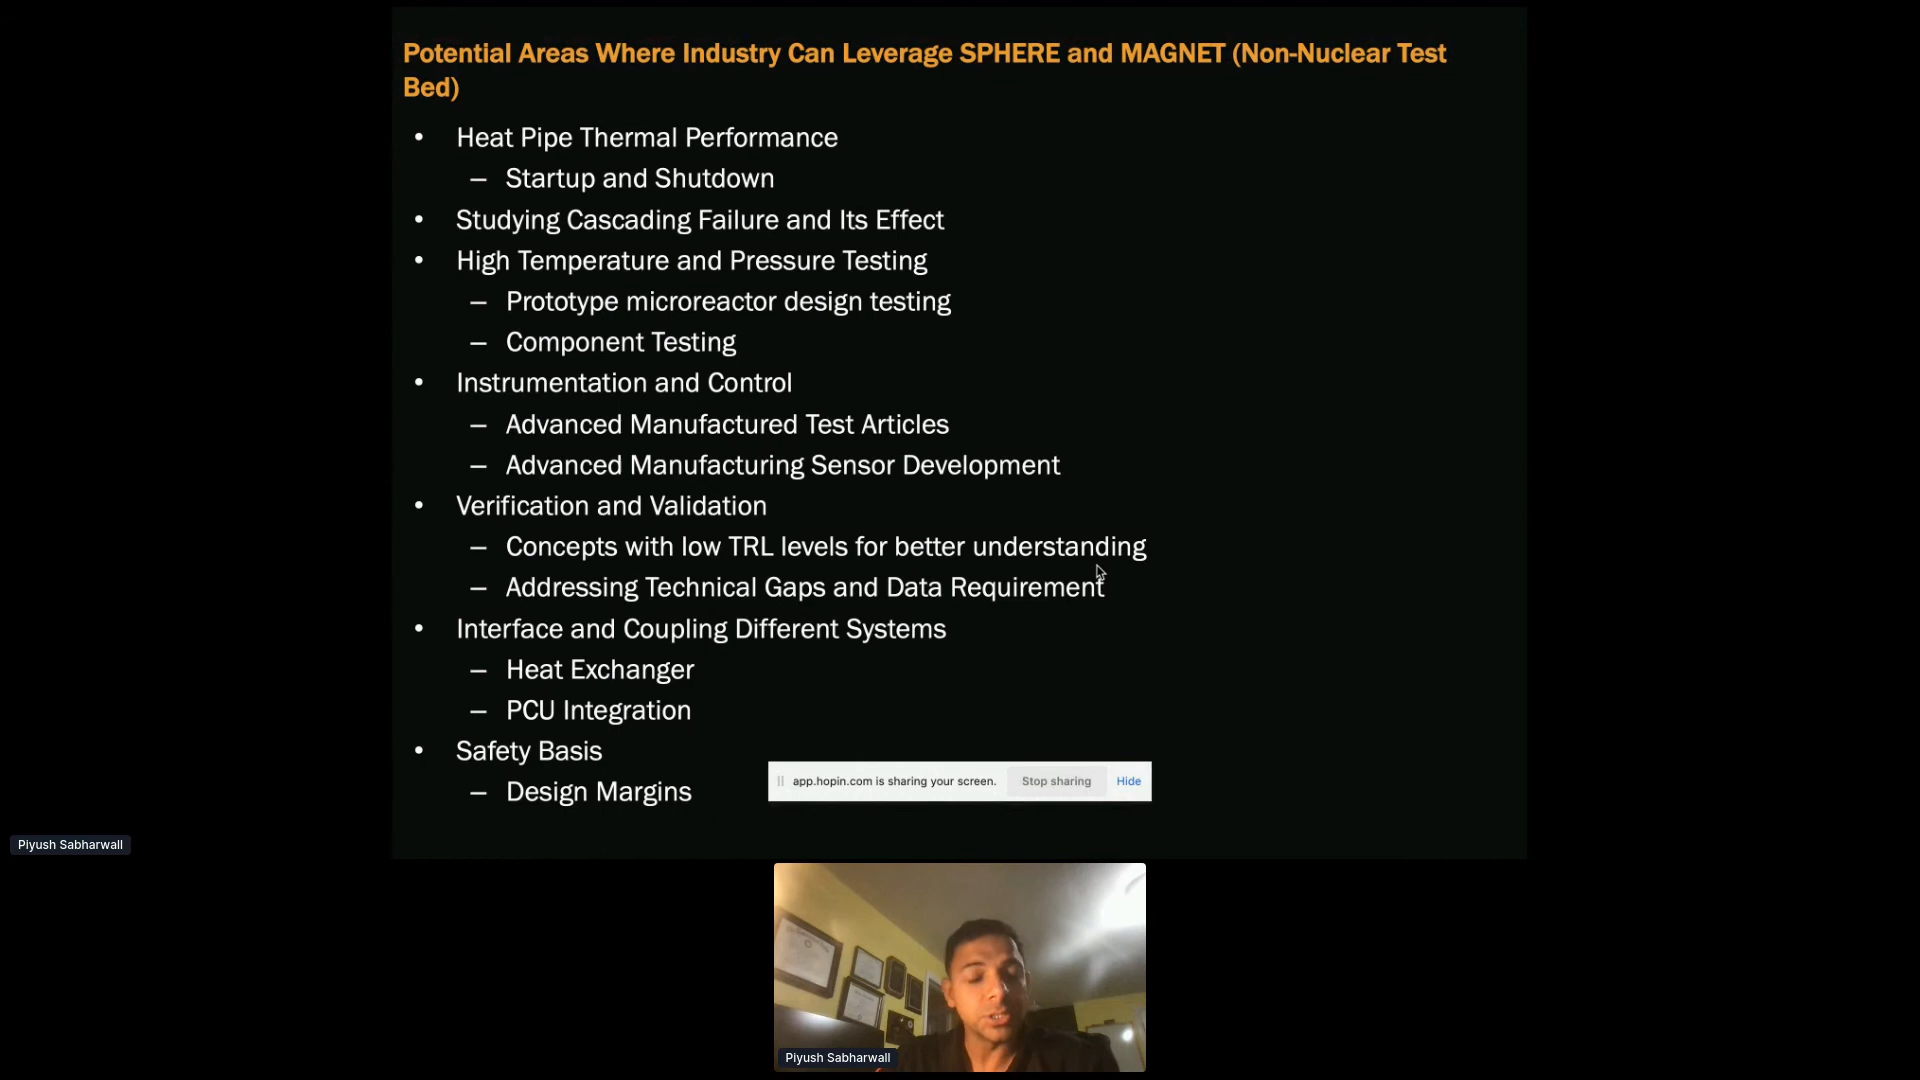 Potential Areas Where Industry Can Leverage SPHERE and MAGNET (Non-Nuclear Test
Bed)
• Heat Pipe Thermal Performance
– Startup and Shutdown
• Studying Cascading Failure and Its Effect
• High Temperature and Pressure Testing
– Prototype microreactor design testing
– Component Testing
• Instrumentation and Control
– Advanced Manufactured Test Articles
– Advanced Manufacturing Sensor Development
• Verification and Validation
– Concepts with low TRL levels for better understanding
– Addressing Technical Gaps and Data Requirement
• Interface and Coupling Different Systems
– Heat Exchanger
– PCU Integration
• Safety Basis
– Design Margins
app.hopin.com is sharing your screen. Stop sharing Hide
Piyush Sabharwall
Piyush Sabharwall